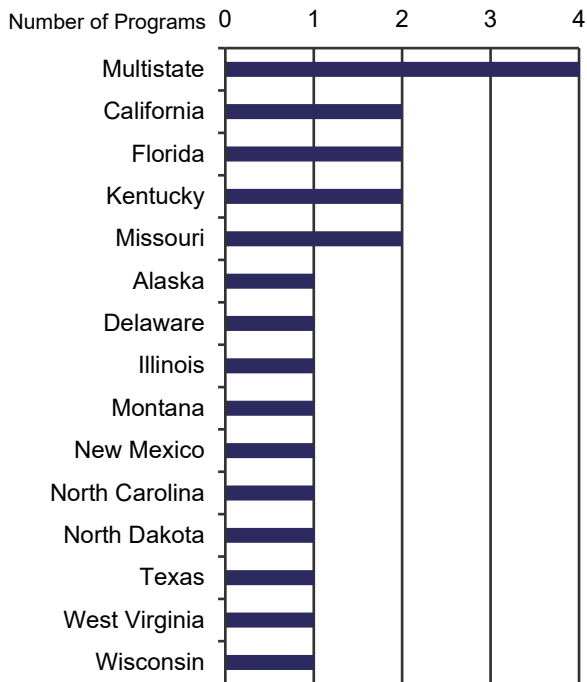 Number of Programs 0 1 2 3 4
Multistate
California
Florida
Kentucky
Missouri
Alaska
Delaware
Illinois
Montana
New Mexico
North Carolina
North Dakota
Texas
West Virginia
Wisconsin